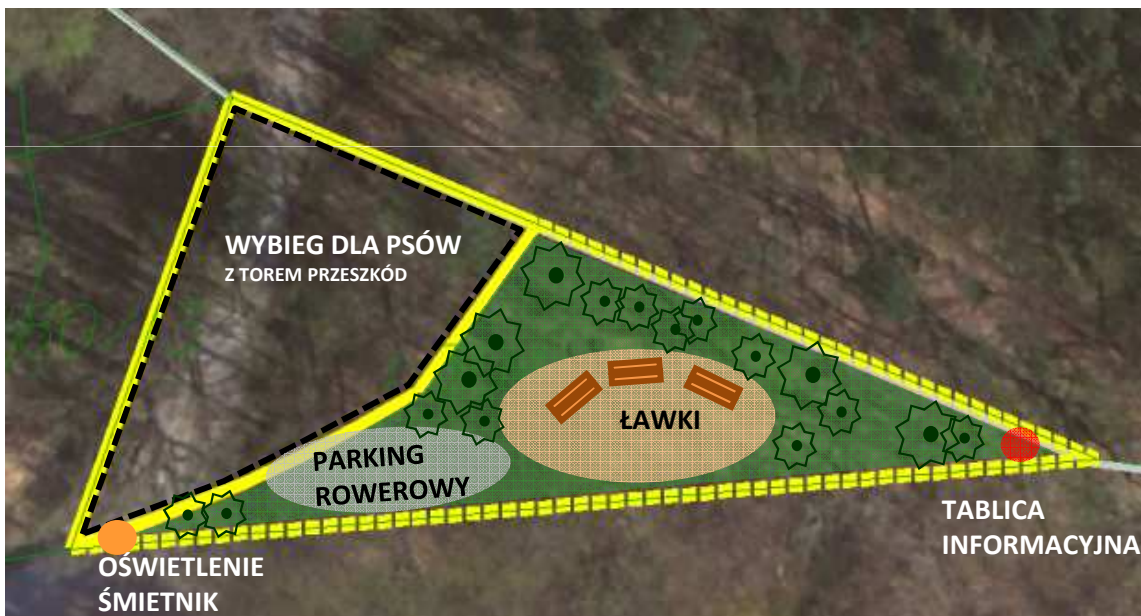 WYBIEG DLA PSÓW
Z TOREM PRZESZKÓD
ŁAWKI
PARKING
ROWEROWY
TABLICA
INFORMACYJNA
OŚWIETLENIE
ŚMIETNIK